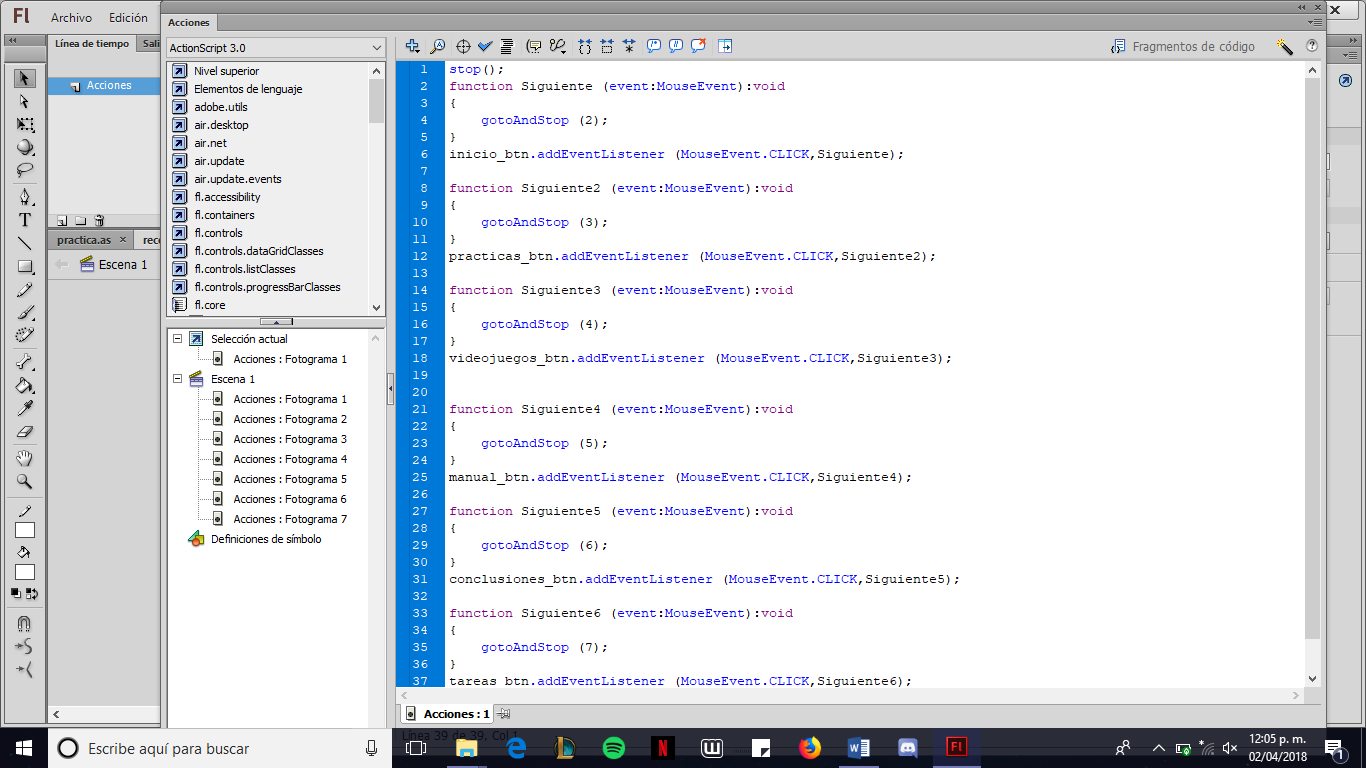 Fl Archivo Edición
Acciones
Línea de tiempo Sali
Acciones
practica.as × reco
Escena 1
ActionScript 3.0
Nivel superior
Elementos de lenguaje
adobe.utils
air.desktop
air.net
air.update
air.update.events
fl.accessibility
fl.containers
fl.controls
fl.controls.dataGridClasses
fl.controls.listClasses
fl.controls.progressBarClasses
fl.core
Selección actual
Acciones : Fotograma 1
Escena 1
Acciones : Fotograma 1
Acciones : Fotograma 2
Acciones : Fotograma 3
Acciones : Fotograma 4
Acciones : Fotograma 5
Acciones : Fotograma 6
Acciones : Fotograma 7
Definiciones de símbolo
Fragmentos de código
1 stop();
2 function Siguiente (event:MouseEvent):void
3 {
4 gotoAndStop (2);
5 }
6 inicio_btn.addEventListener (MouseEvent.CLICK,Siguiente);
7
8 function Siguiente2 (event:MouseEvent):void
9 {
10 gotoAndStop (3);
11 }
12 practicas_btn.addEventListener (MouseEvent.CLICK,Siguiente2);
13
14 function Siguiente3 (event:MouseEvent):void
15 {
16 gotoAndStop (4);
17 }
18 videojuegos_btn.addEventListener (MouseEvent.CLICK,Siguiente3);
19
20
21 function Siguiente4 (event:MouseEvent):void
22 {
23 gotoAndStop (5);
24 }
25 manual_btn.addEventListener (MouseEvent.CLICK,Siguiente4);
26
27 function Siguiente5 (event:MouseEvent):void
28 {
29 gotoAndStop (6);
30 }
31 conclusiones_btn.addEventListener (MouseEvent.CLICK,Siguiente5);
32
33 function Siguiente6 (event:MouseEvent):void
34 {
35 gotoAndStop (7);
36 }
37 tareas_btn.addEventListener (MouseEvent.CLICK,Siguiente6);
Acciones : 1
Línea 39 de 39, Col 1
Escribe aquí para buscar
12:05 p. m.
02/04/2018